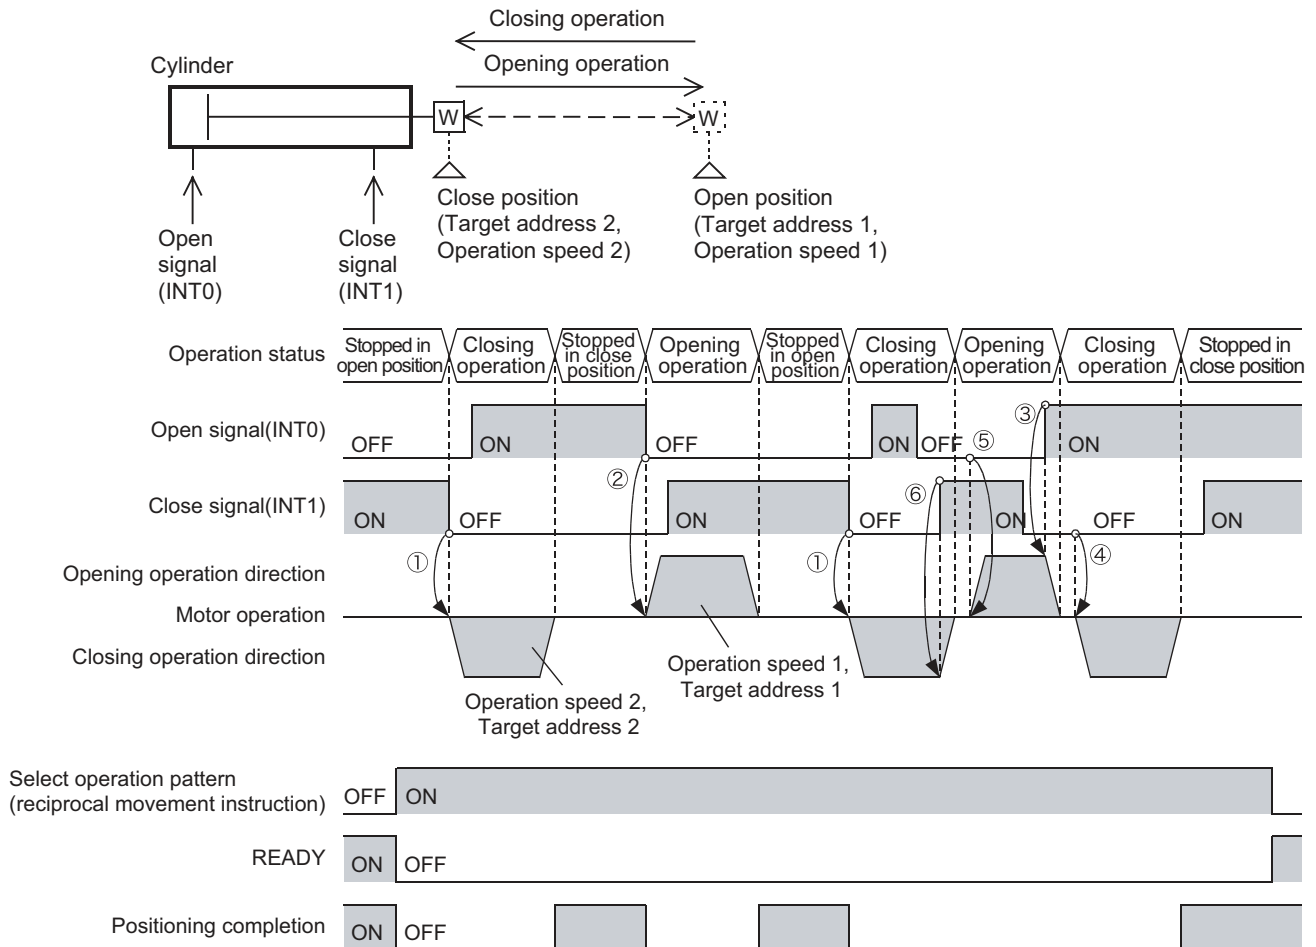 Closing operation
Opening operation
Cylinder
W
W
Close position
(Target address 2,
Operation speed 2)
Open position
(Target address 1,
Operation speed 1)
Open
signal
(INT0)
Close
signal
(INT1)
Operation status
Stopped in
open position
Closing
operation
Stopped
in close
position
Opening
operation
Stopped
in open
position
Closing
operation
Opening
operation
Closing
operation
Stopped in
close position
Open signal(INT0)
OFF
ON
OFF
ON
OFF
⑤
③
ON
Close signal(INT1)
ON
OFF
②
ON
OFF
⑥
ON
OFF
ON
①
①
④
Opening operation direction
Motor operation
Closing operation direction
Operation speed 2,
Target address 2
Operation speed 1,
Target address 1
Select operation pattern
(reciprocal movement instruction)
OFF
ON
READY
ON
OFF
Positioning completion
ON
OFF